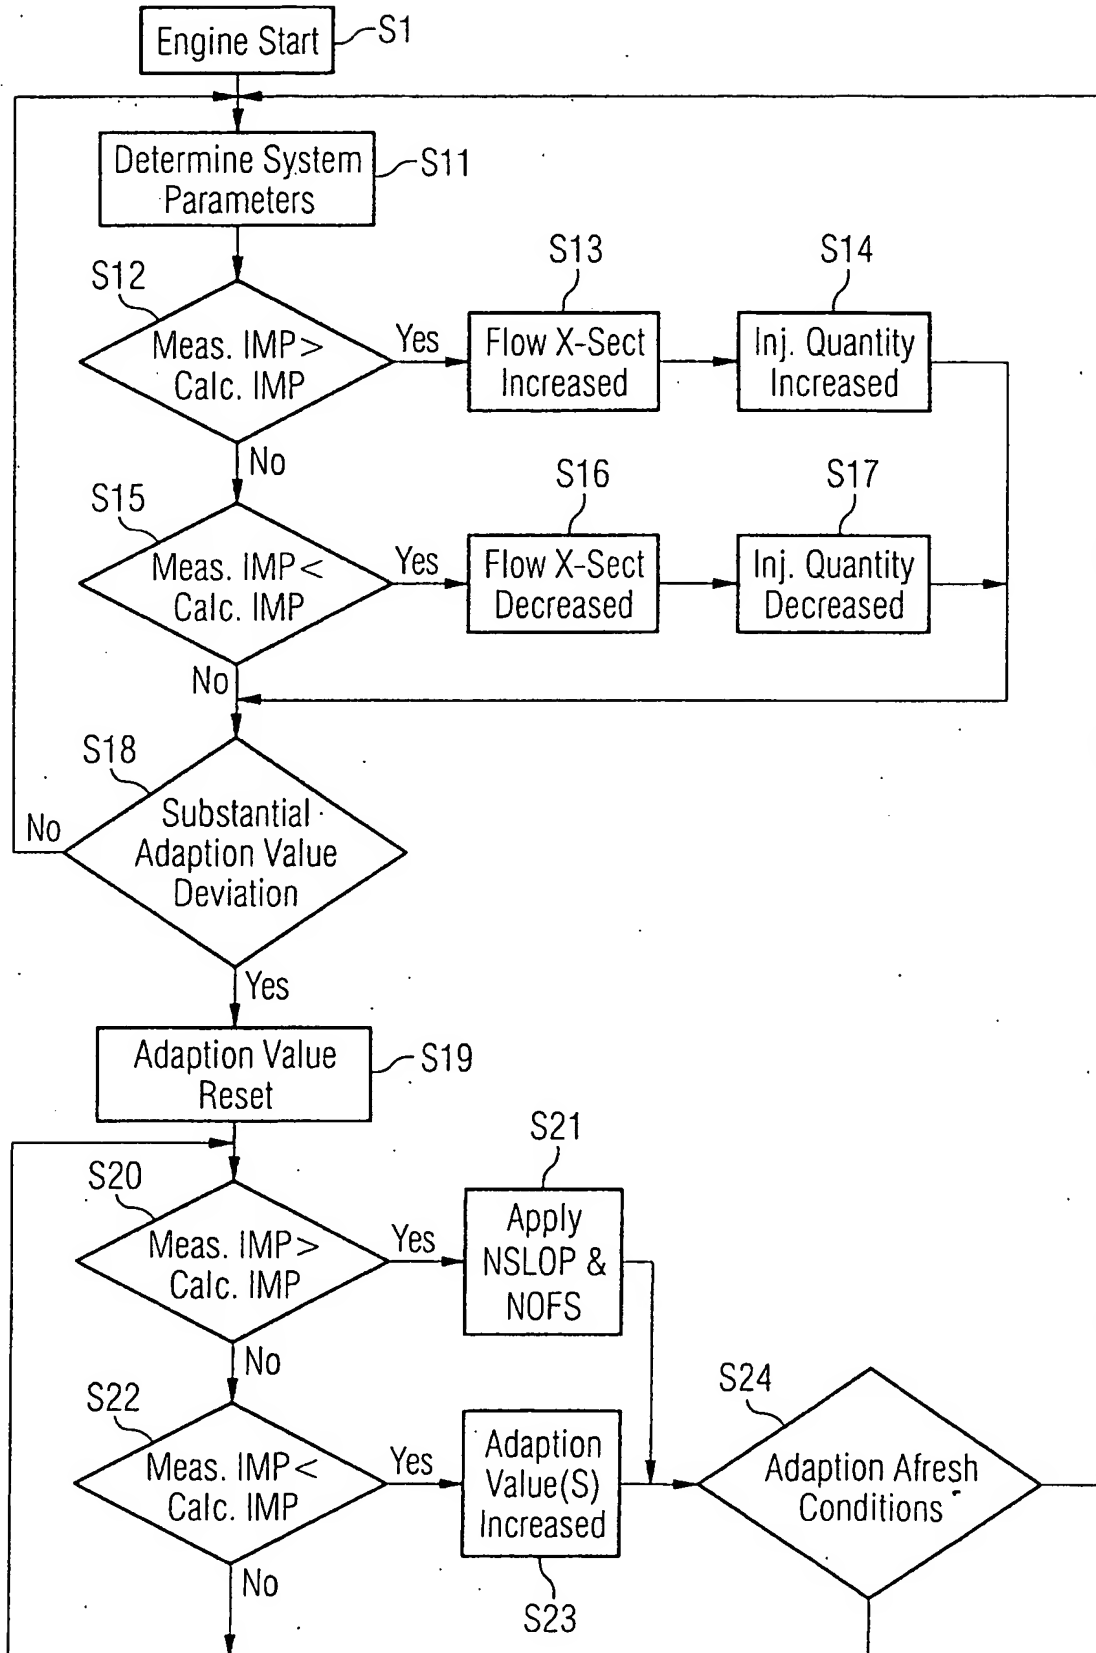 Engine Start
S1
Determine System
Parameters
S11
S12
Meas. IMP>
Calc. IMP
Yes
S13
Flow X-Sect
Increased
S14
Inj. Quantity
Increased
No
S15
Meas. IMP<
Calc. IMP
Yes
S16
Flow X-Sect
Decreased
S17
Inj. Quantity
Decreased
No
S18
Substantial
Adaption Value
Deviation
No
Yes
Adaption Value
Reset
S19
S20
Meas. IMP>
Calc. IMP
Yes
S21
Apply
NSLOP &
NOFS
No
S22
Meas. IMP<
Calc. IMP
Yes
Adaption
Value(S)
Increased
S23
S24
Adaption Afresh
Conditions
No